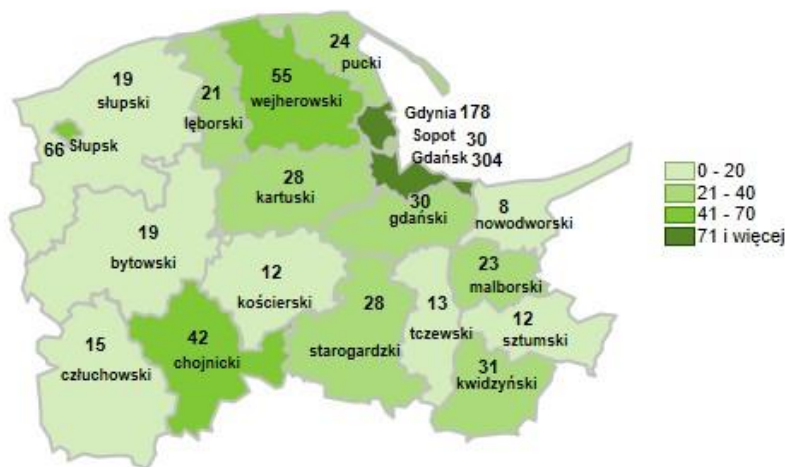 24
pucki
19
słupski
55
wejherowski
21
lęborski
Gdynia 178
Sopot 30
Gdańsk 304
66 Słupsk
28
kartuski
30
gdański
8
nowodworski
19
bytowski
12
kościerski
23
malborski
28
starogardzki
13
tczewski
12
sztumski
15
człuchowski
42
chojnicki
31
kwidzyński
0 - 20
21 - 40
41 - 70
71 i więcej